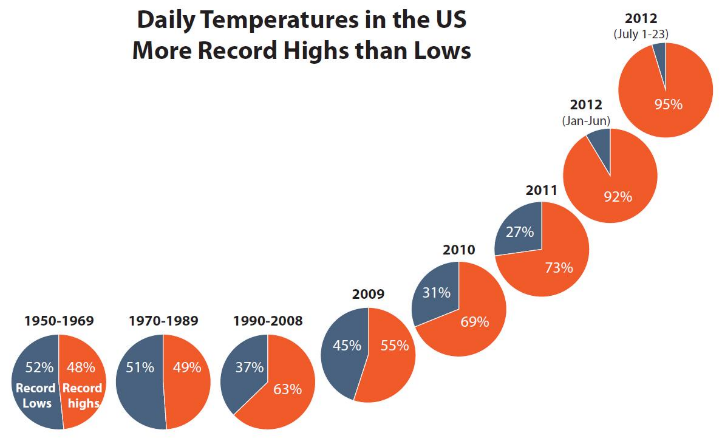 Daily Temperatures in the US
More Record Highs than Lows
1950-1969
52%
48%
Record
Lows
Record
highs
1970-1989
51%
49%
1990-2008
37%
63%
2009
45%
55%
2010
31%
69%
2011
27%
73%
2012
(Jan-Jun)
92%
2012
(July 1-23)
95%